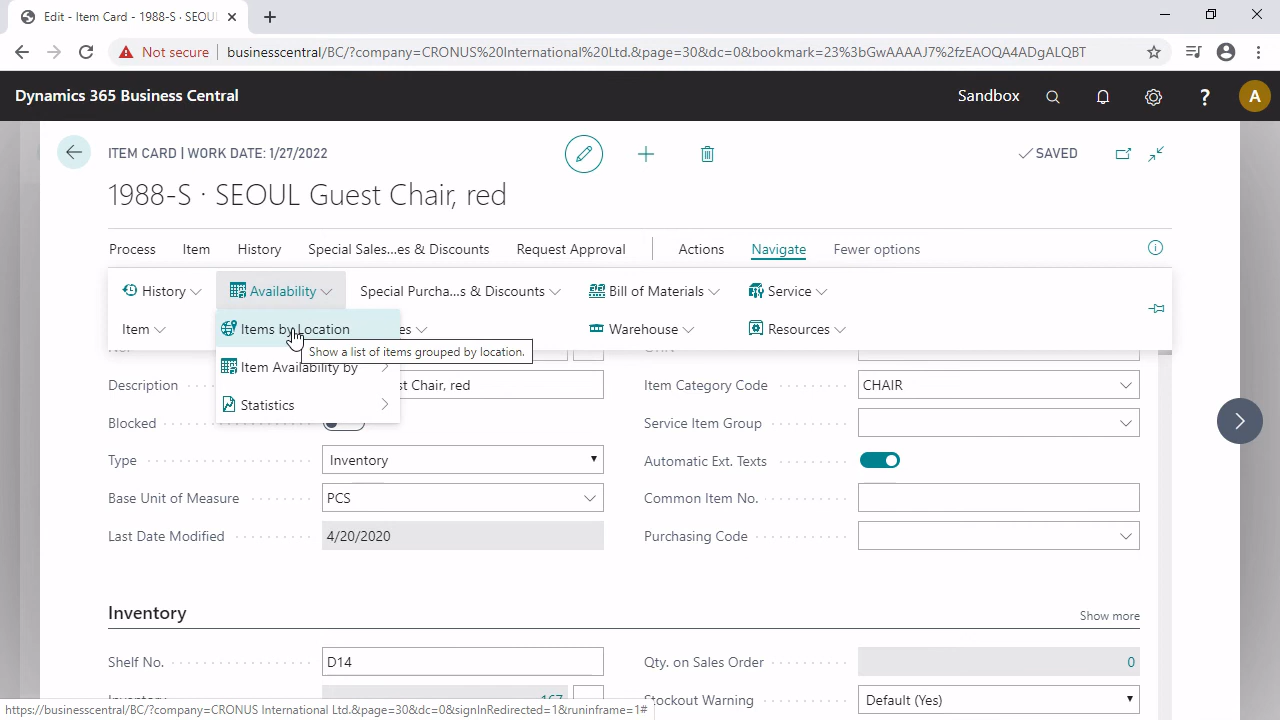 Edit - Item Card - 1988-S · SEOUL
Not secure
businesscentral/BC/?company=CRONUS%20International%20Ltd.&page=30&dc=0&bookmark=23%3bGwAAAAJ7%2fzEAOQA4ADgALQBT
Dynamics 365 Business Central
Sandbox
?
A
ITEM CARD | WORK DATE: 1/27/2022
SAVED
1988-S · SEOUL Guest Chair, red
Process Item History Special Sales...es & Discounts Request Approval Actions Navigate Fewer options
History Availability Special Purcha...s & Discounts Bill of Materials Service
Item Items by Location es Warehouse Resources
Show a list of items grouped by location.
Item Availability by
Statistics
Description st Chair, red
Item Category Code CHAIR
Blocked
Service Item Group
Type Inventory
Automatic Ext. Texts
Base Unit of Measure PCS
Common Item No.
Last Date Modified 4/20/2020
Purchasing Code
Inventory
Show more
Shelf No. D14
Qty. on Sales Order 0
Inventory 167
Stockout Warning Default (Yes)
https://businesscentral/BC/?company=CRONUS International Ltd.&page=30&dc=0&signInRedirected=1&runinframe=1#